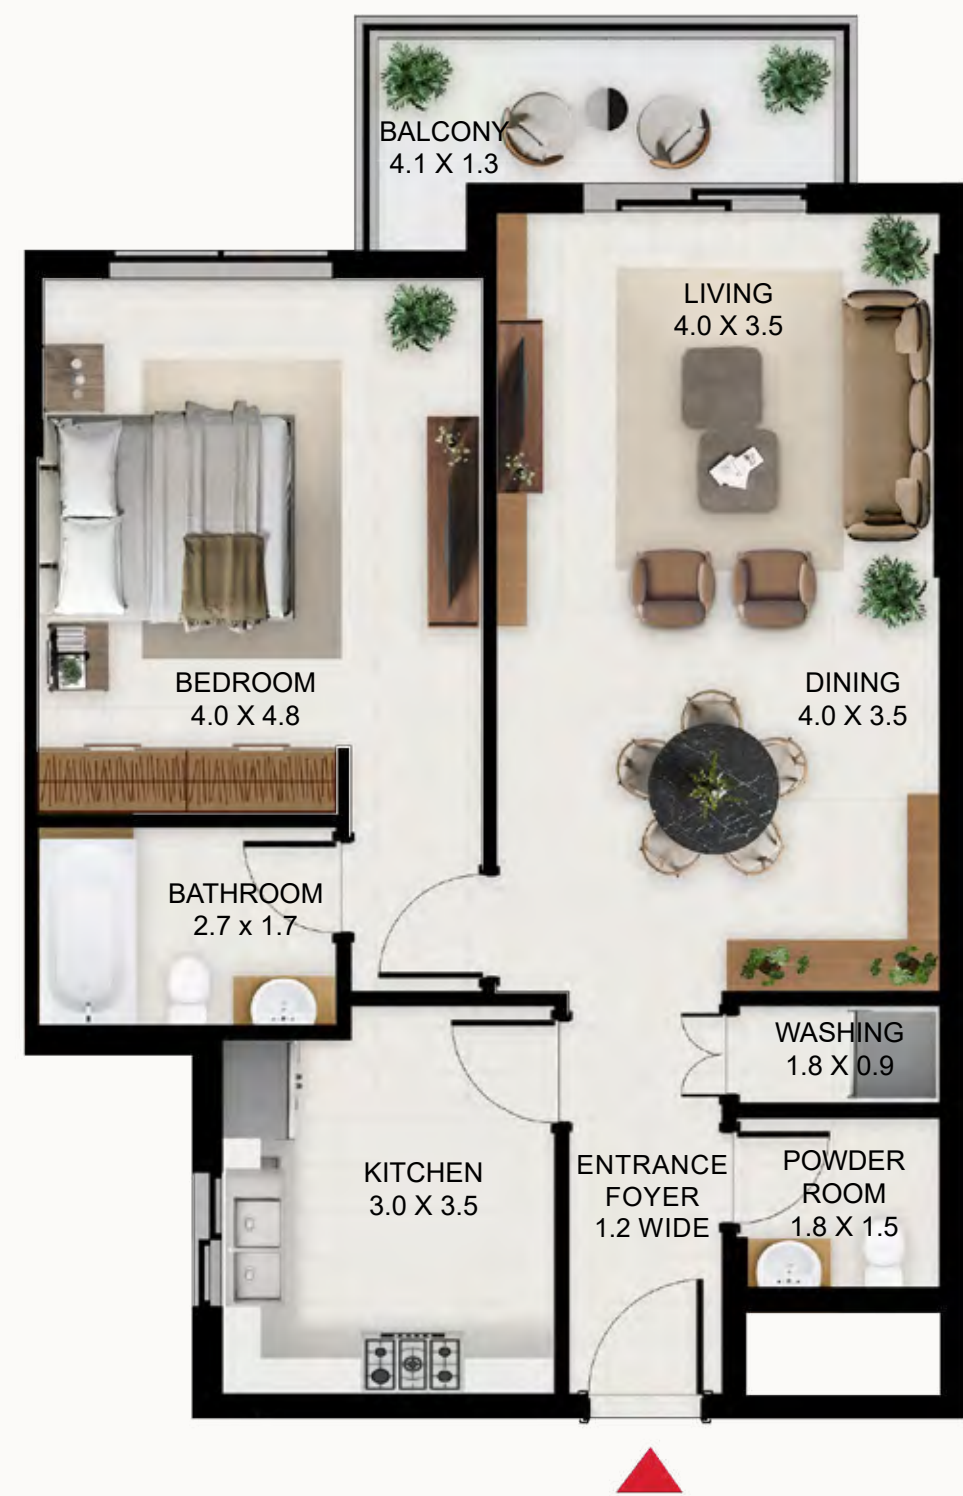 BALCONY
4.1 X 1.3
LIVING
4.0 X 3.5
BEDROOM
4.0 X 4.8
DINING
4.0 X 3.5
BATHROOM
2.7 x 1.7
WASHING
1.8 X 0.9
KITCHEN
3.0 X 3.5
ENTRANCE
FOYER
1.2 WIDE
POWDER
ROOM
1.8 X 1.5